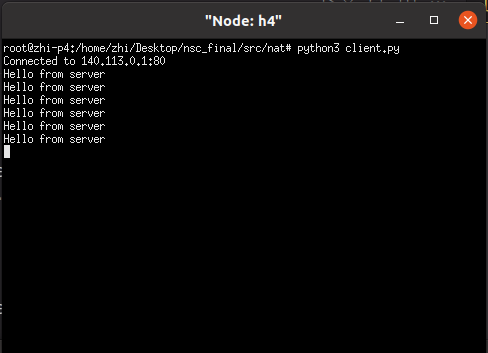 "Node: h4"
root@zhi-p4:/home/zhi/Desktop/nsc_final/src/nat# python3 client.py
Connected to 140.113.0.1:80
Hello from server
Hello from server
Hello from server
Hello from server
Hello from server
Hello from server